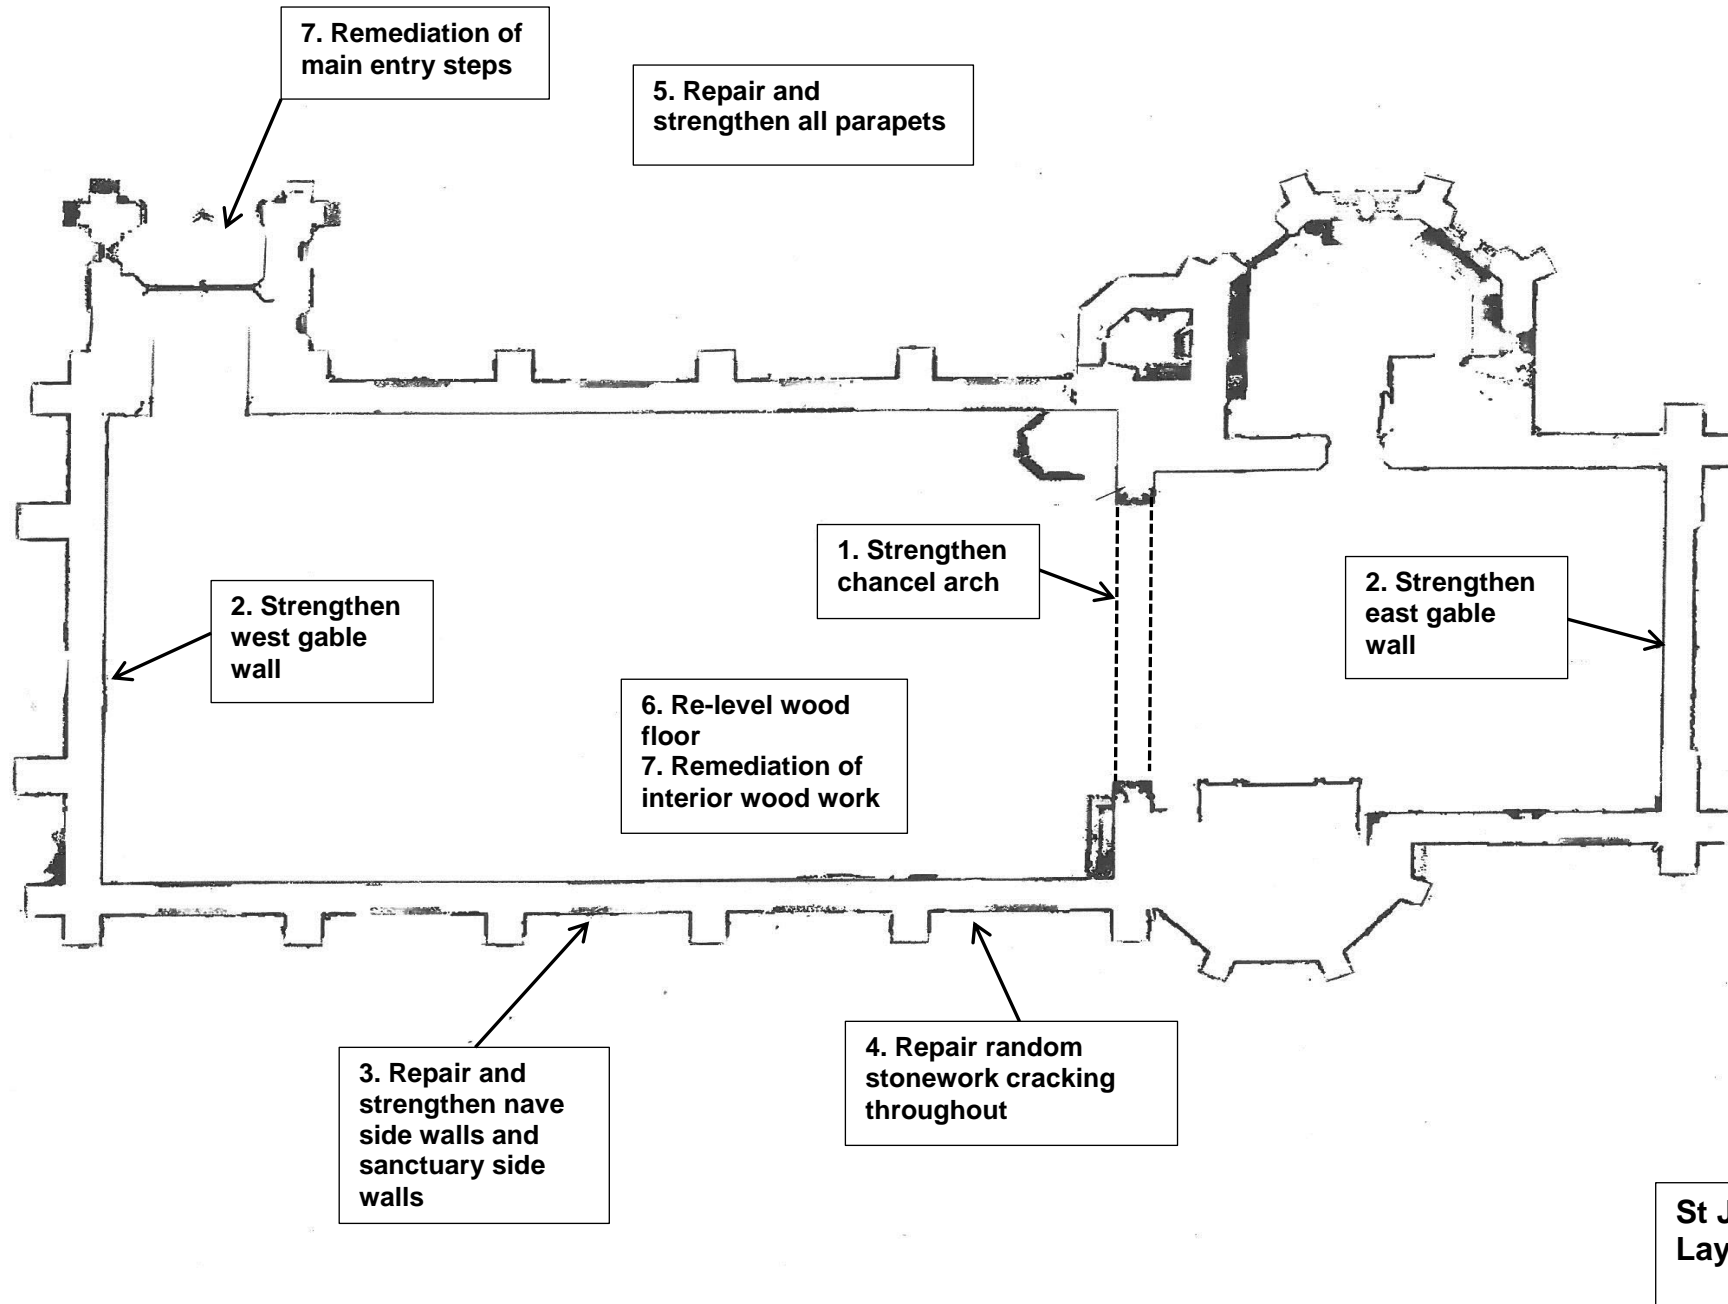 7. Remediation of
main entry steps
5. Repair and
strengthen all parapets
1. Strengthen
chancel arch
2. Strengthen
west gable
wall
2. Strengthen
east gable
wall
6. Re-level wood
floor
7. Remediation of
interior wood work
3. Repair and
strengthen nave
side walls and
sanctuary side
walls
4. Repair random
stonework cracking
throughout
St J
Lay